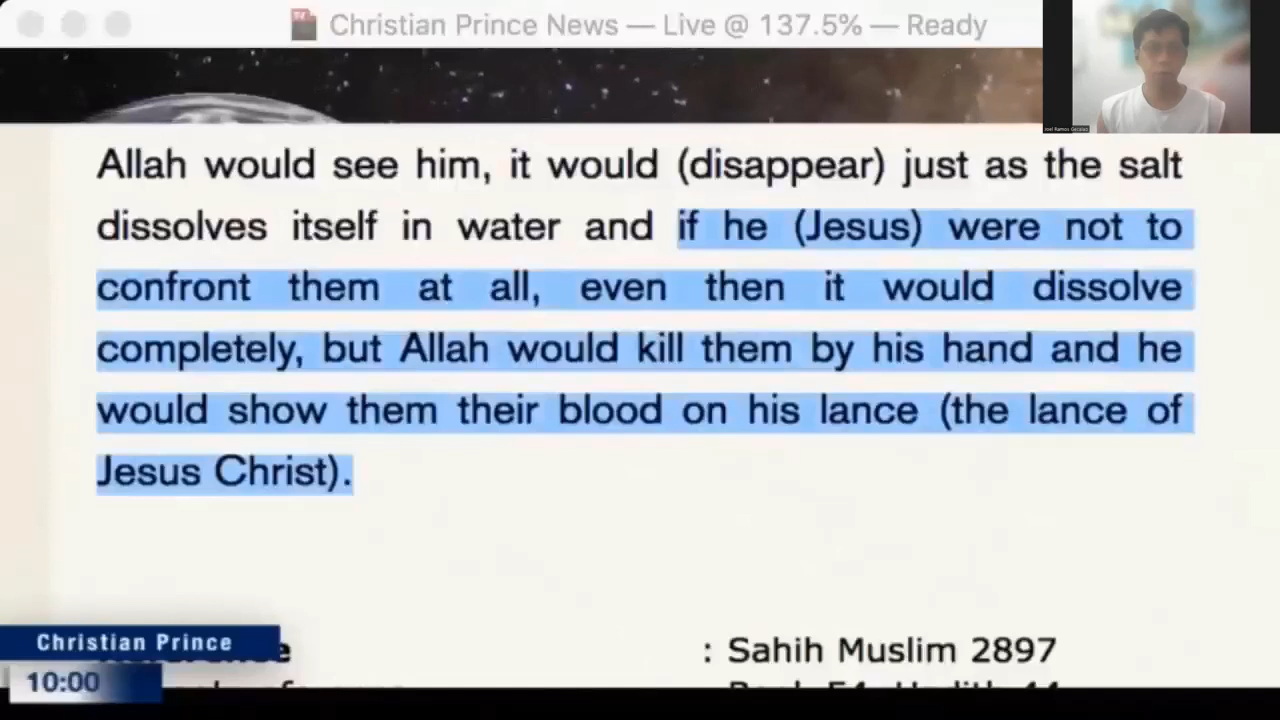 Christian Prince News — Live @ 137.5% — Ready
Allah would see him, it would (disappear) just as the salt
dissolves itself in water and if he (Jesus) were not to
confront them at all, even then it would dissolve
completely, but Allah would kill them by his hand and he
would show them their blood on his lance (the lance of
Jesus Christ).
: Sahih Muslim 2897
Christian Prince
10:00